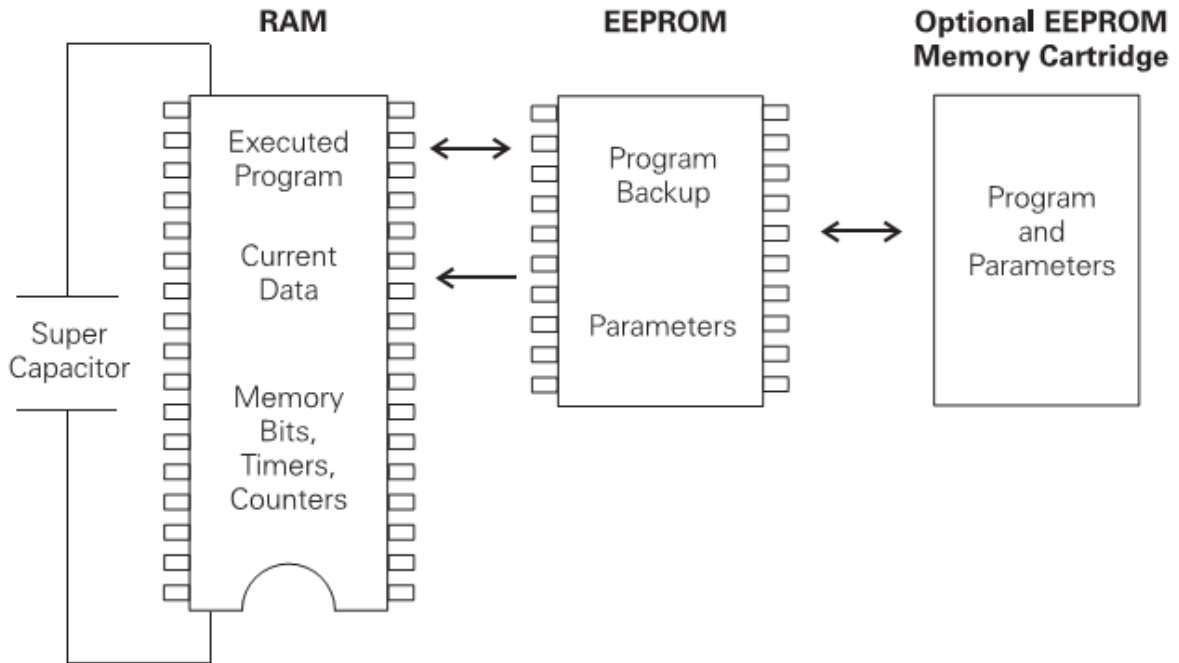 RAM
EEPROM
Optional EEPROM
Memory Cartridge
Executed
Program
Current
Data
Memory
Bits,
Timers,
Counters
Super
Capacitor
Program
Backup
Parameters
Program
and
Parameters